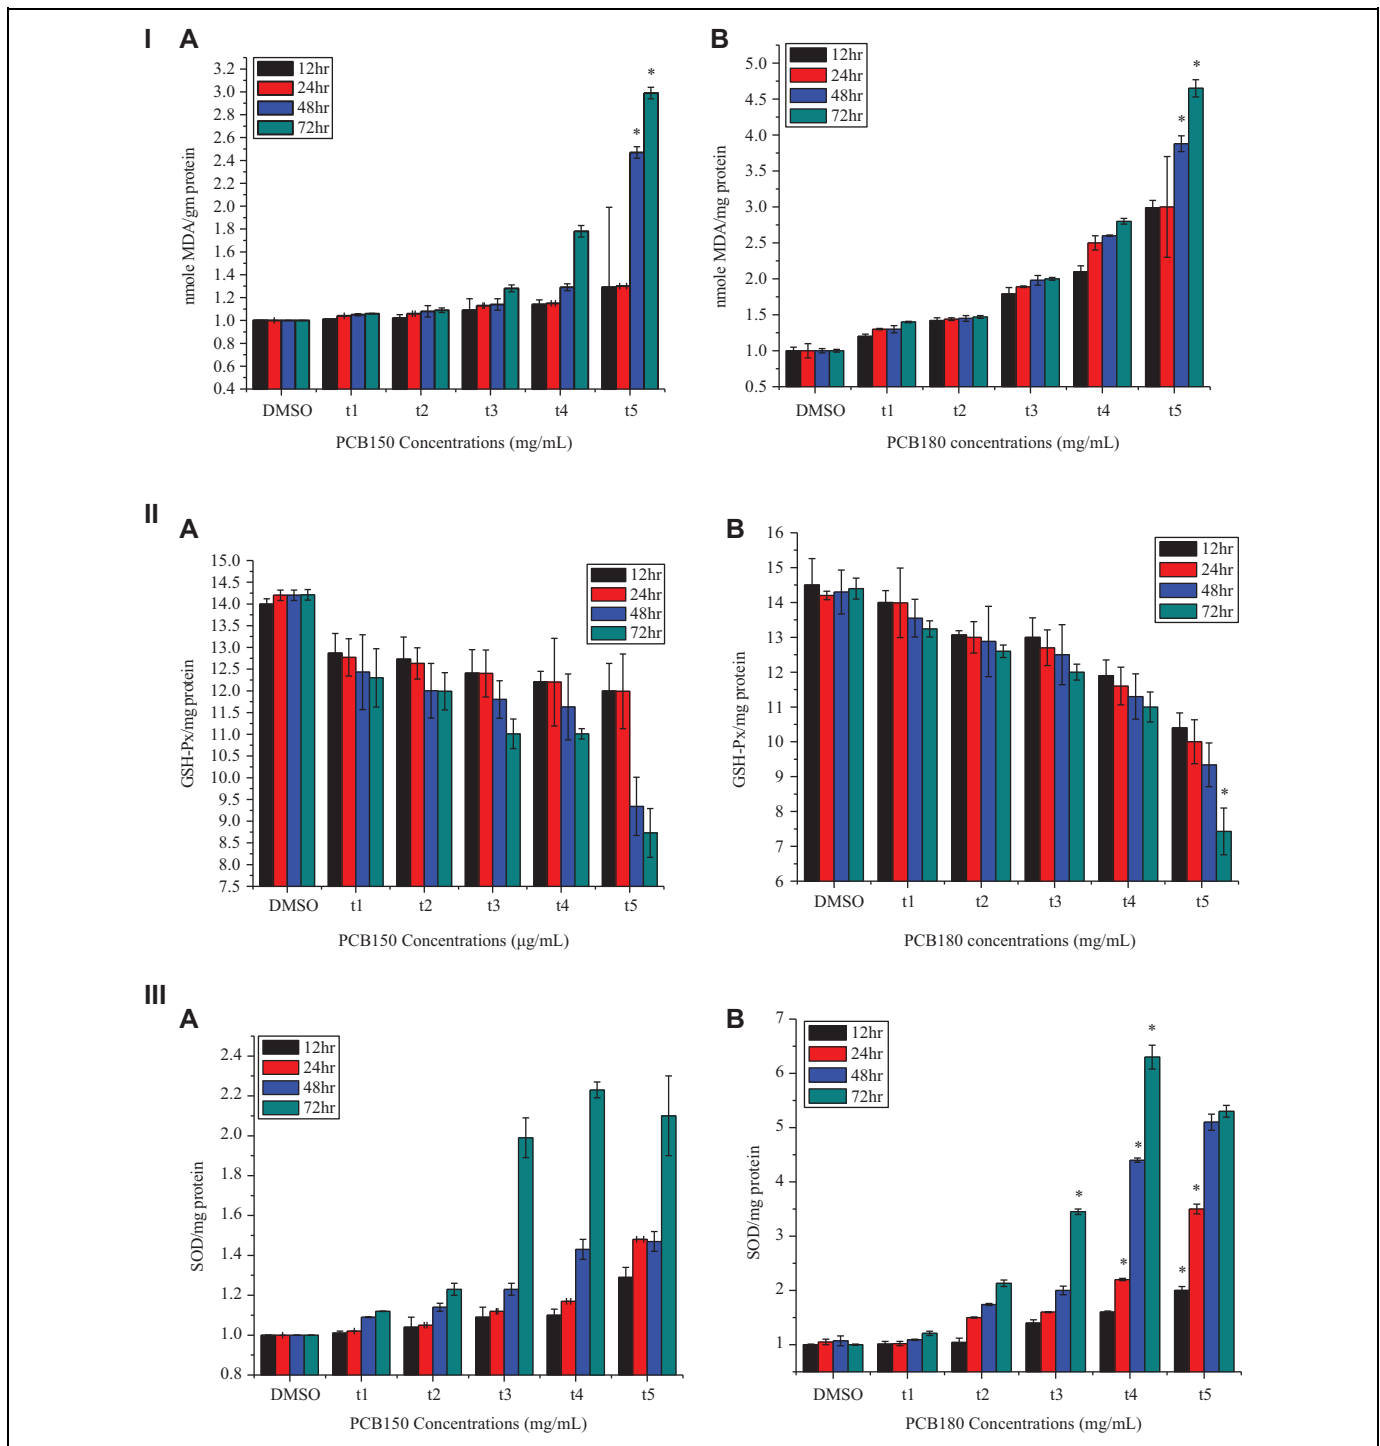 I A
12hr
24hr
48hr
72hr
3.2
3.0
2.8
2.6
2.4
2.2
2.0
1.8
1.6
1.4
1.2
1.0
0.8
0.6
0.4
nmole MDA/gm protein
*
*
DMSO t1 t2 t3 t4 t5
PCB150 Concentrations (mg/mL)
B
12hr
24hr
48hr
72hr
5.0
4.5
4.0
3.5
3.0
2.5
2.0
1.5
1.0
0.5
nmole MDA/mg protein
*
*
DMSO t1 t2 t3 t4 t5
PCB180 concentrations (mg/mL)
II A
15.0
14.5
14.0
13.5
13.0
12.5
12.0
11.5
11.0
10.5
10.0
9.5
9.0
8.5
8.0
7.5
GSH-Px/mg protein
12hr
24hr
48hr
72hr
DMSO t1 t2 t3 t4 t5
PCB150 Concentrations (µg/mL)
B
16
15
14
13
12
11
10
9
8
7
6
GSH-Px/mg protein
12hr
24hr
48hr
72hr
*
DMSO t1 t2 t3 t4 t5
PCB180 concentrations (mg/mL)
III A
12hr
24hr
48hr
72hr
2.4
2.2
2.0
1.8
1.6
1.4
1.2
1.0
0.8
SOD/mg protein
DMSO t1 t2 t3 t4 t5
PCB150 Concentrations (mg/mL)
B
12hr
24hr
48hr
72hr
7
6
5
4
3
2
1
SOD/mg protein
*
*
*
*
*
*
DMSO t1 t2 t3 t4 t5
PCB180 Concentrations (mg/mL)